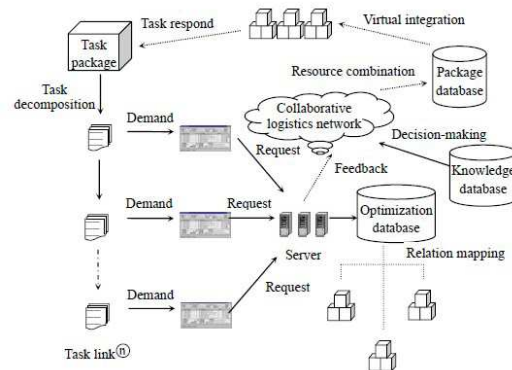 Task respond
Virtual integration
Task
package
Resource combination
Package
database
Task
decomposition
Demand
Collaborative
logistics network
Decision-making
Request
Feedback
Knowledge
database
Demand
Request
Optimization
database
Server
Relation mapping
Demand
Request
Task link ⓝ